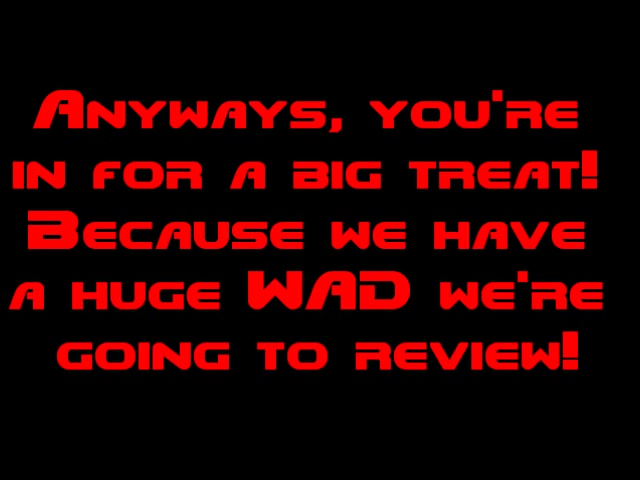 Anyways, you're
in for a big treat!
Because we have
a huge WAD we're
going to review!